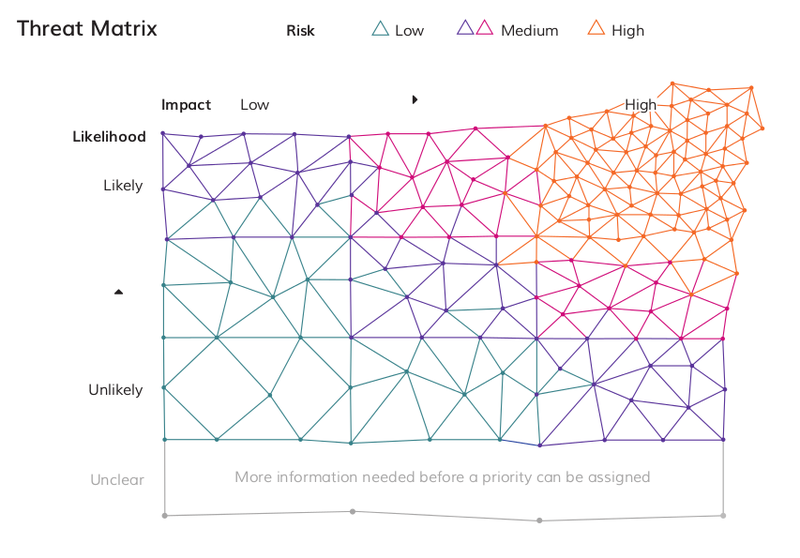 Threat Matrix
Risk
Low
Medium
High
Impact
Low
High
Likelihood
Likely
Unlikely
Unclear
More information needed before a priority can be assigned